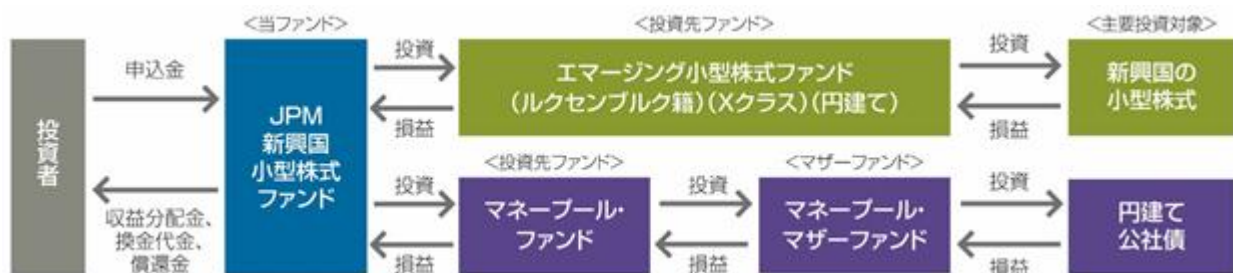 <当ファンド>
<投資先ファンド>
<主要投資対象>
投資者
申込金
収益分配金、
換金代金、
償還金
JPM
新興国
小型株式
ファンド
投資
損益
エマージング小型株式ファンド
(ルクセンブルク籍)(Xクラス)(円建て)
投資
損益
新興国の
小型株式
<投資先ファンド>
<マザーファンド>
投資
損益
マネープール・
ファンド
投資
損益
マネープール・
マザーファンド
投資
損益
円建て
公社債